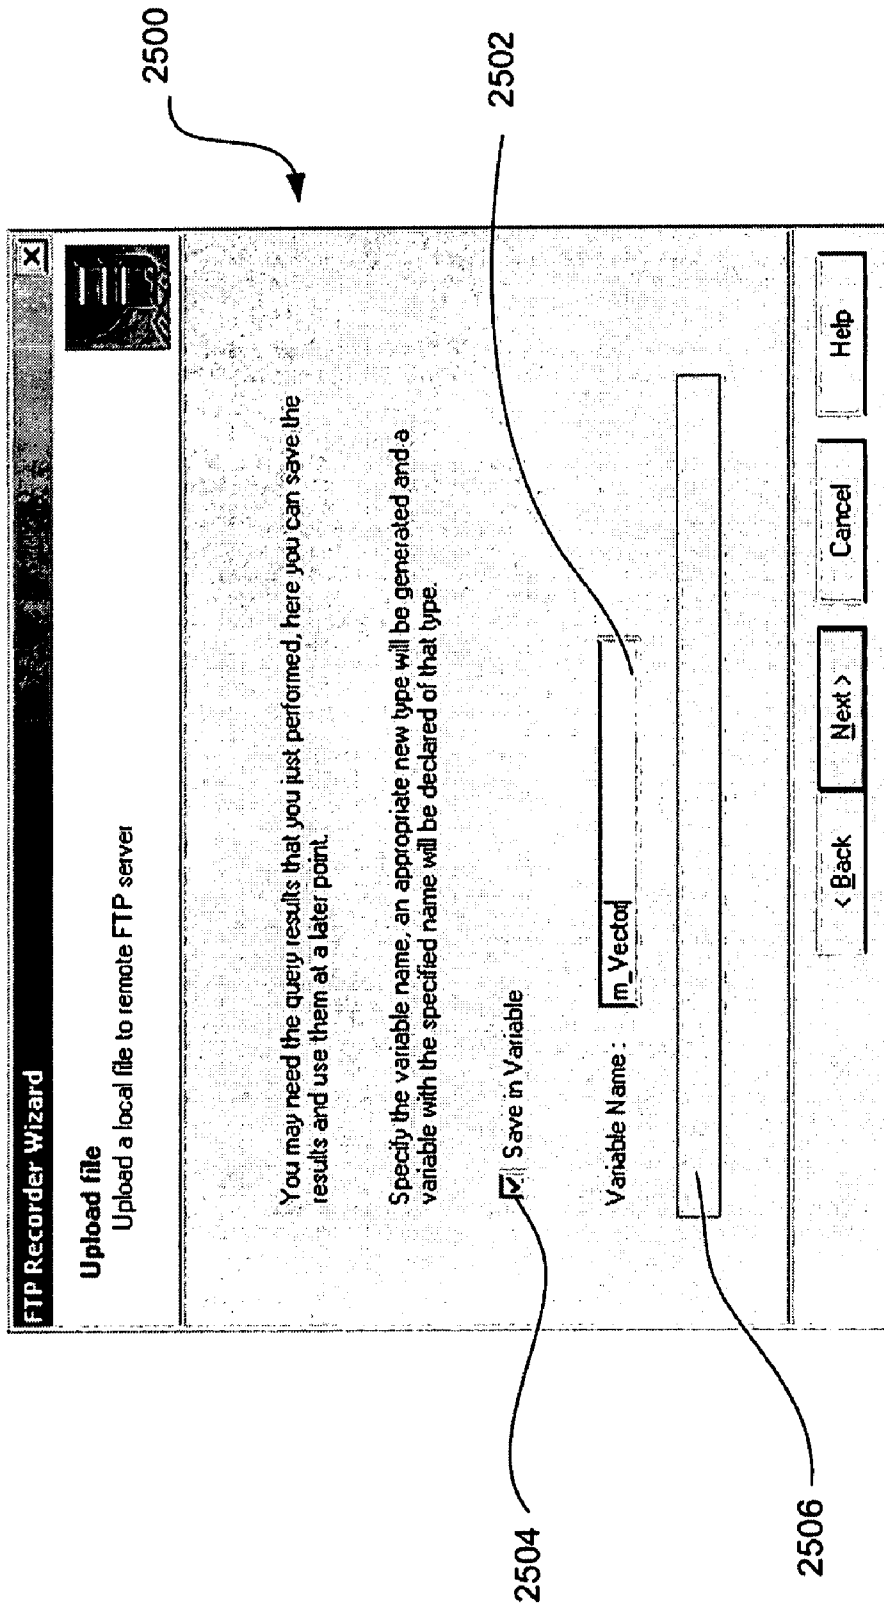 2500
FTP Recorder Wizard
Upload file
Upload a local file to remote FTP server
You may need the query results that you just performed, here you can save the
results and use them at a later point.
Specify the variable name, an appropriate new type will be generated and a
variable with the specified name will be declared of that type.
2502
2504
Save in Variable
Variable Name :
m_Vector
2506
< Back
Next >
Cancel
Help